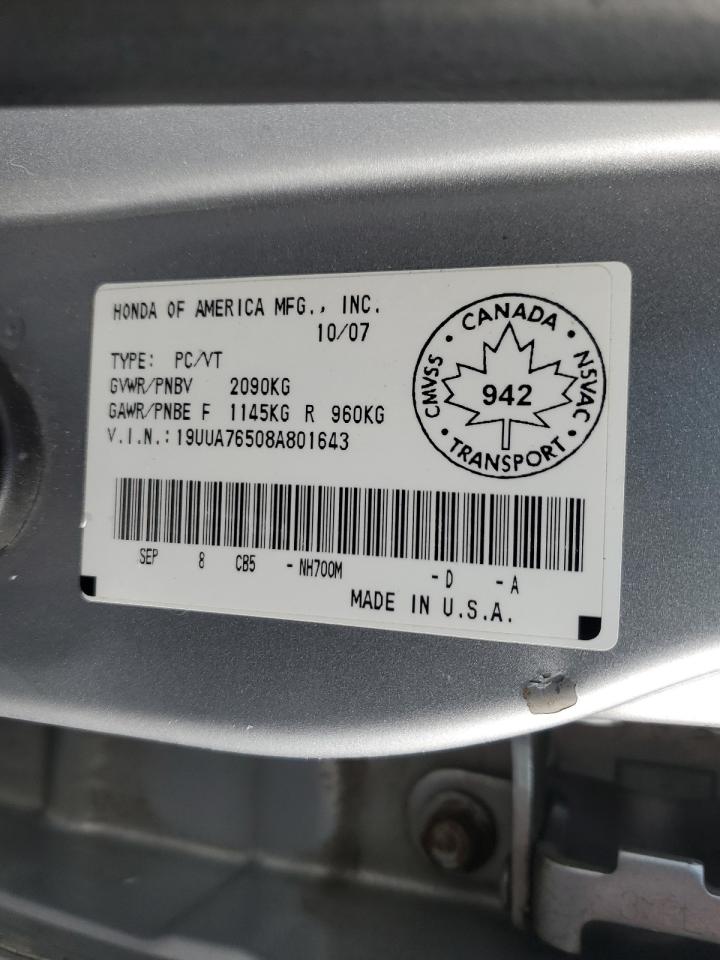 HONDA OF AMERICA MFG., INC.
10/07
TYPE: PC/VT
GVWR/PNBV 2090KG
GAWR/PNBE F 1145KG R 960KG
V.I.N.:19UUA76508A801643
CMVSS · CANADA · NSVAC · TRANSPORT ·
942
SEP 8 CB5 -NH700M -D -A
MADE IN U.S.A.